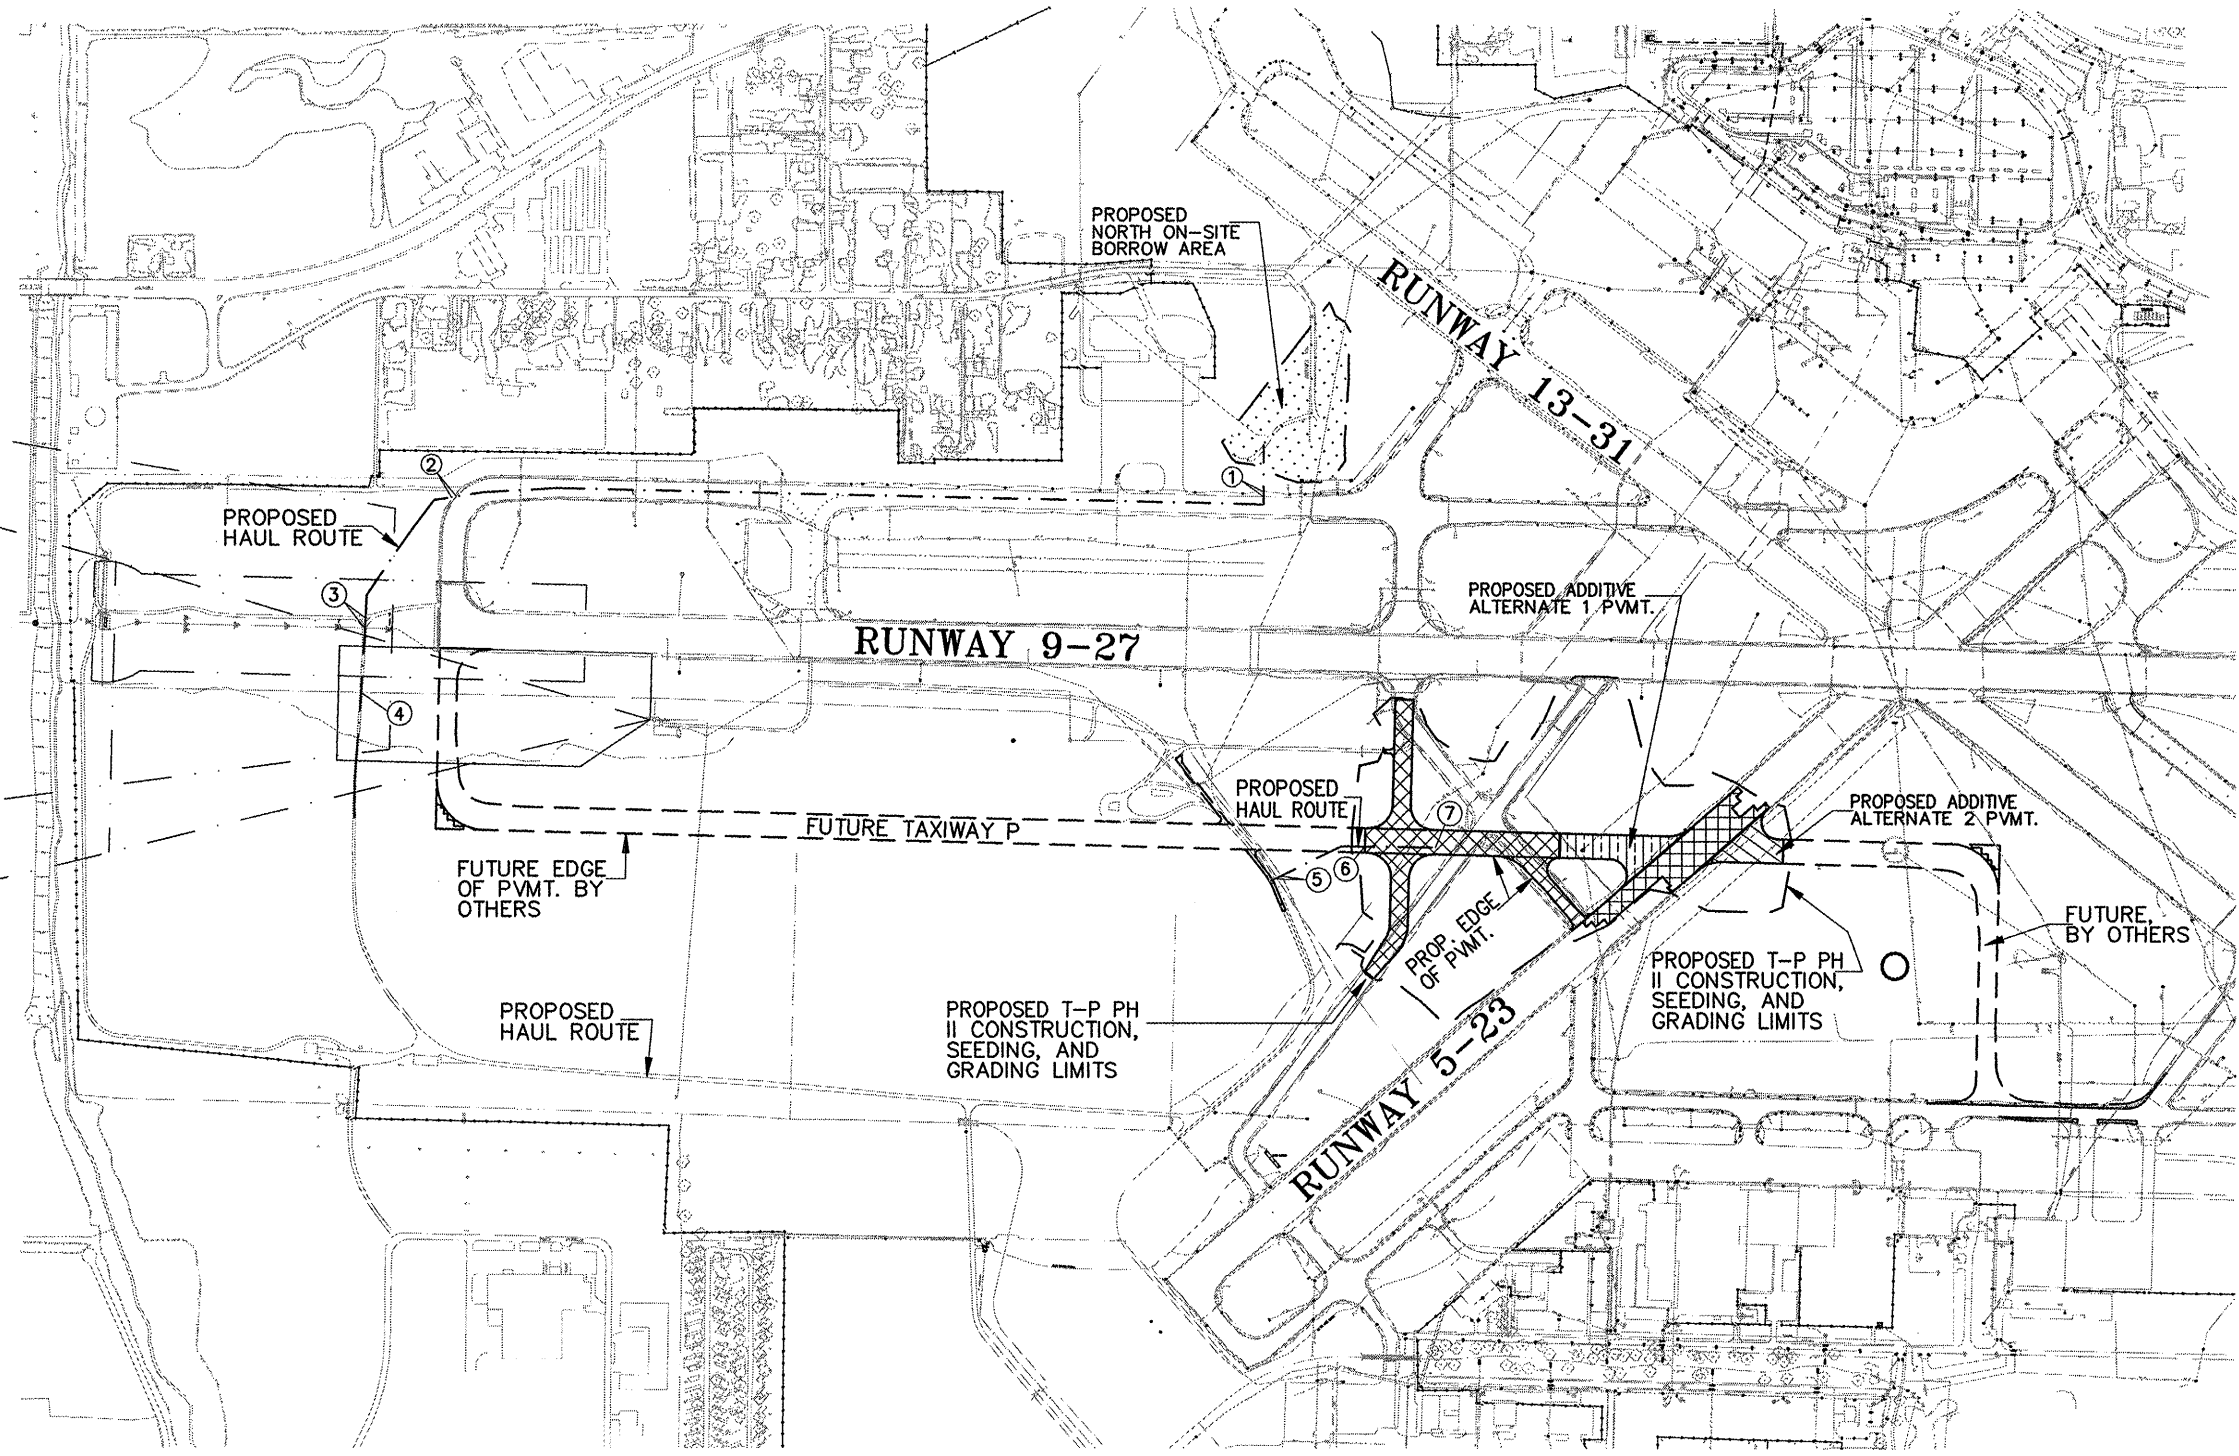 PROPOSED
NORTH ON-SITE
BORROW AREA
RUNWAY 13-31
②
①
PROPOSED
HAUL ROUTE
③
PROPOSED ADDITIVE
ALTERNATE 1 PVMT.
RUNWAY 9-27
④
PROPOSED
HAUL ROUTE
⑦
PROPOSED ADDITIVE
ALTERNATE 2 PVMT.
FUTURE TAXIWAY P
FUTURE EDGE
OF PVMT. BY
OTHERS
⑤
⑥
PROP. EDGE
OF PVMT.
FUTURE,
BY OTHERS
PROPOSED T-P PH
II CONSTRUCTION,
SEEDING, AND
GRADING LIMITS
PROPOSED
HAUL ROUTE
PROPOSED T-P PH
II CONSTRUCTION,
SEEDING, AND
GRADING LIMITS
RUNWAY 5-23